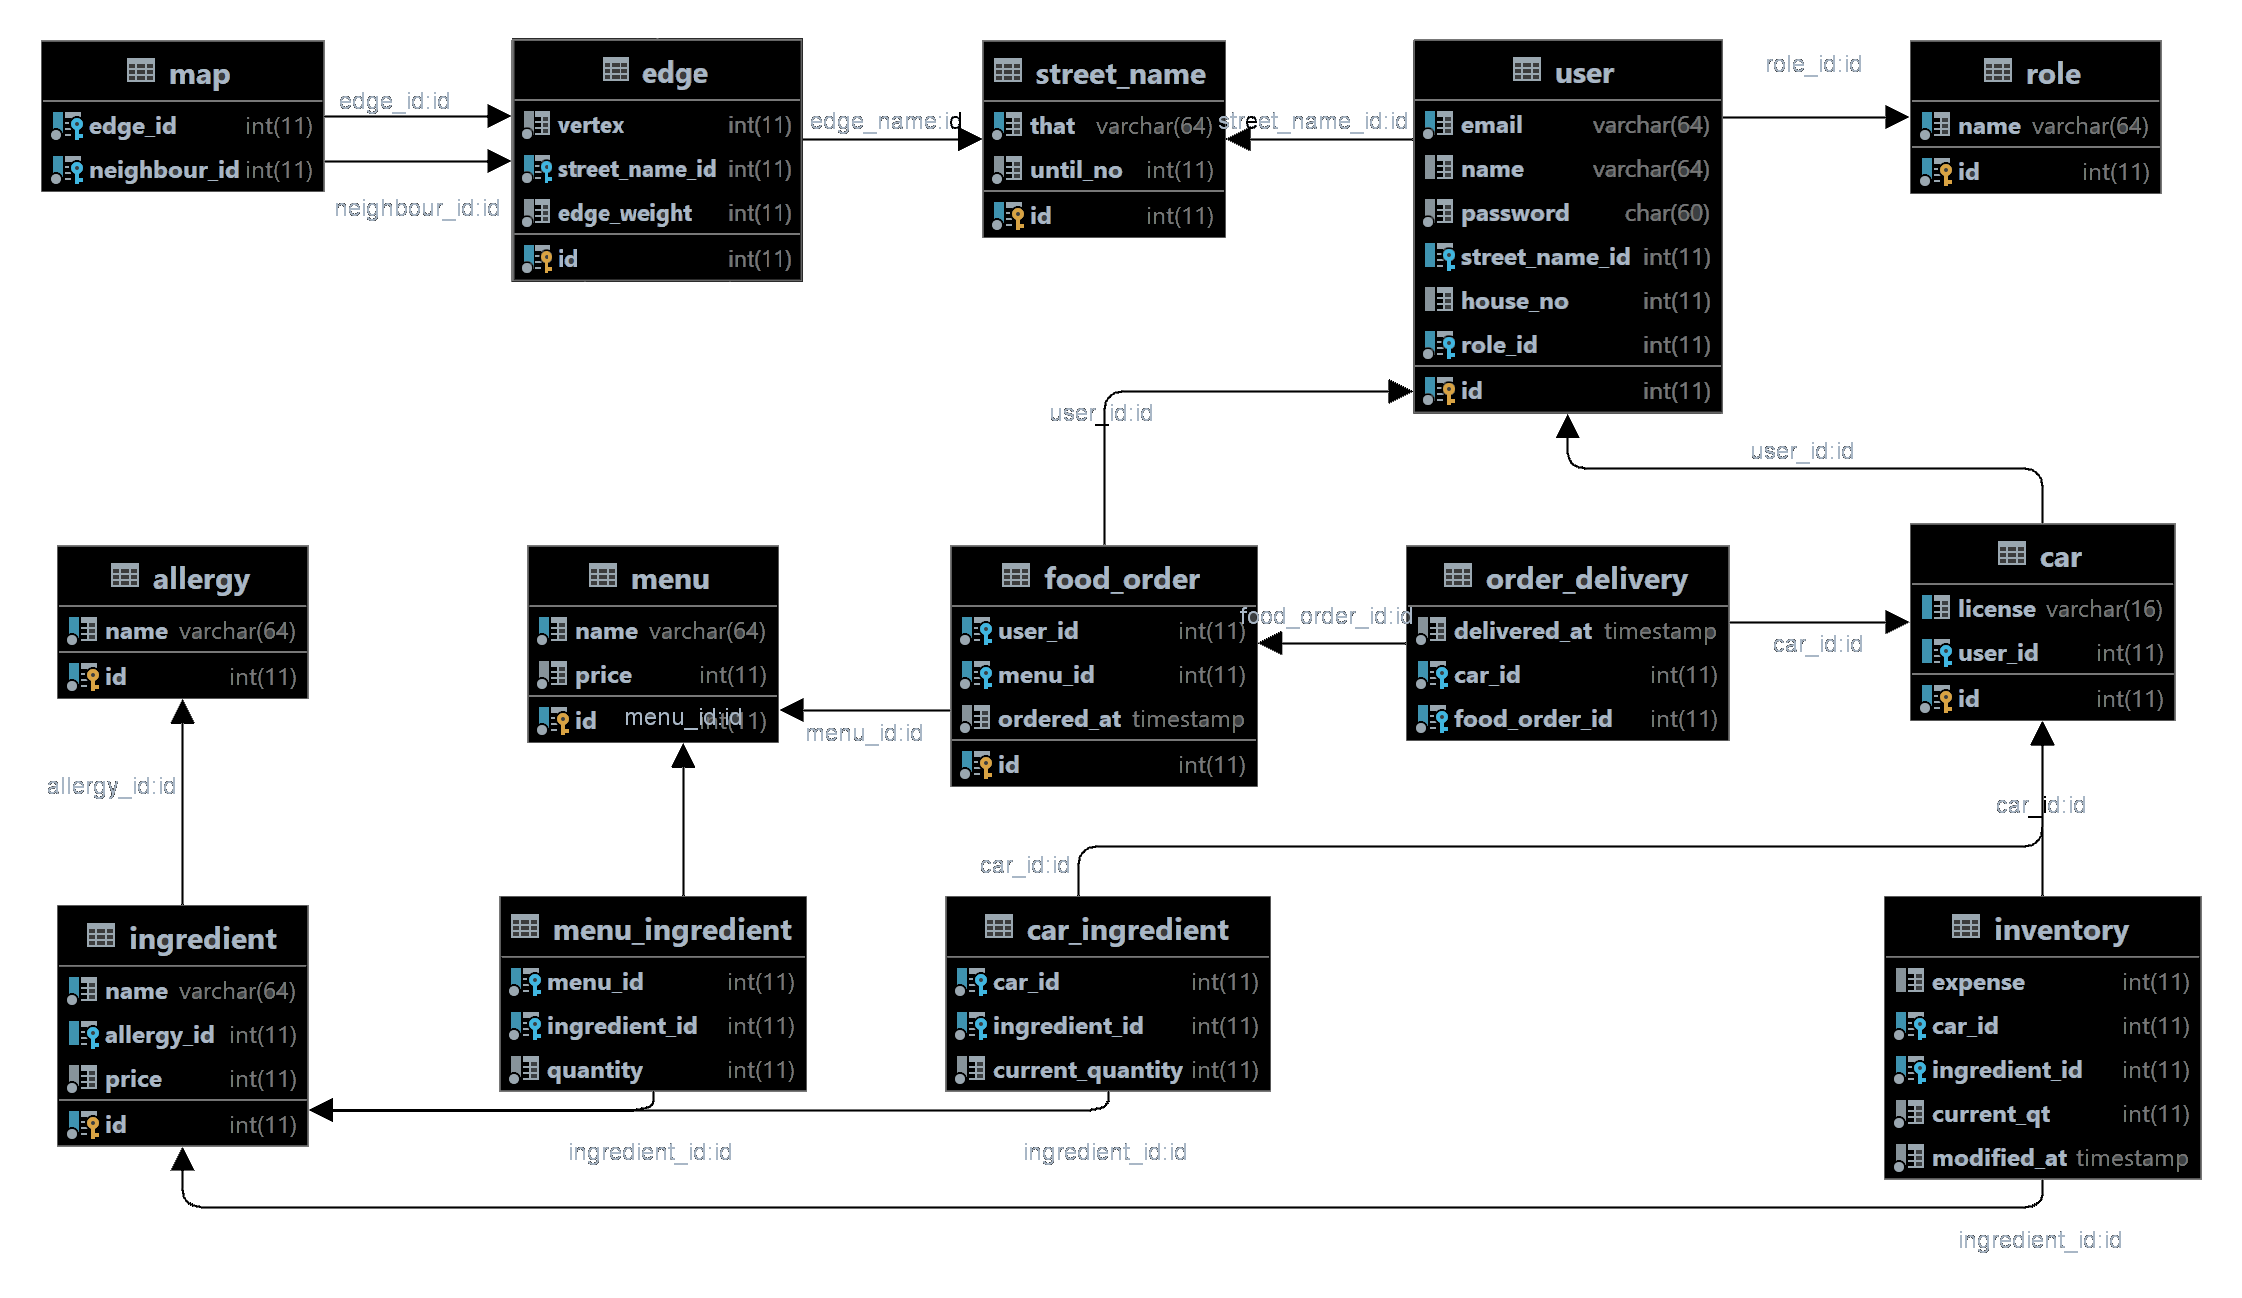 map
edge_id int(11)
neighbour_id int(11)
edge_id:id
neighbour_id:id
edge
vertex int(11)
street_name_id int(11)
edge_weight int(11)
id int(11)
edge_name:id
street_name
that varchar(64)
until_no int(11)
id int(11)
street_name_id:id
user
email varchar(64)
name varchar(64)
password char(60)
street_name_id int(11)
house_no int(11)
role_id int(11)
id int(11)
role_id:id
role
name varchar(64)
id int(11)
user_id:id
user_id:id
allergy
name varchar(64)
id int(11)
menu
name varchar(64)
price int(11)
id int(11)
menu_id:id
menu_id:id
food_order
user_id int(11)
menu_id int(11)
ordered_at timestamp
id int(11)
food_order_id:id
order_delivery
delivered_at timestamp
car_id int(11)
food_order_id int(11)
car_id:id
car
license varchar(16)
user_id int(11)
id int(11)
allergy_id:id
car_id:id
car_id:id
ingredient
name varchar(64)
allergy_id int(11)
price int(11)
id int(11)
menu_ingredient
menu_id int(11)
ingredient_id int(11)
quantity int(11)
ingredient_id:id
car_ingredient
car_id int(11)
ingredient_id int(11)
current_quantity int(11)
ingredient_id:id
inventory
expense int(11)
car_id int(11)
ingredient_id int(11)
current_qt int(11)
modified_at timestamp
ingredient_id:id